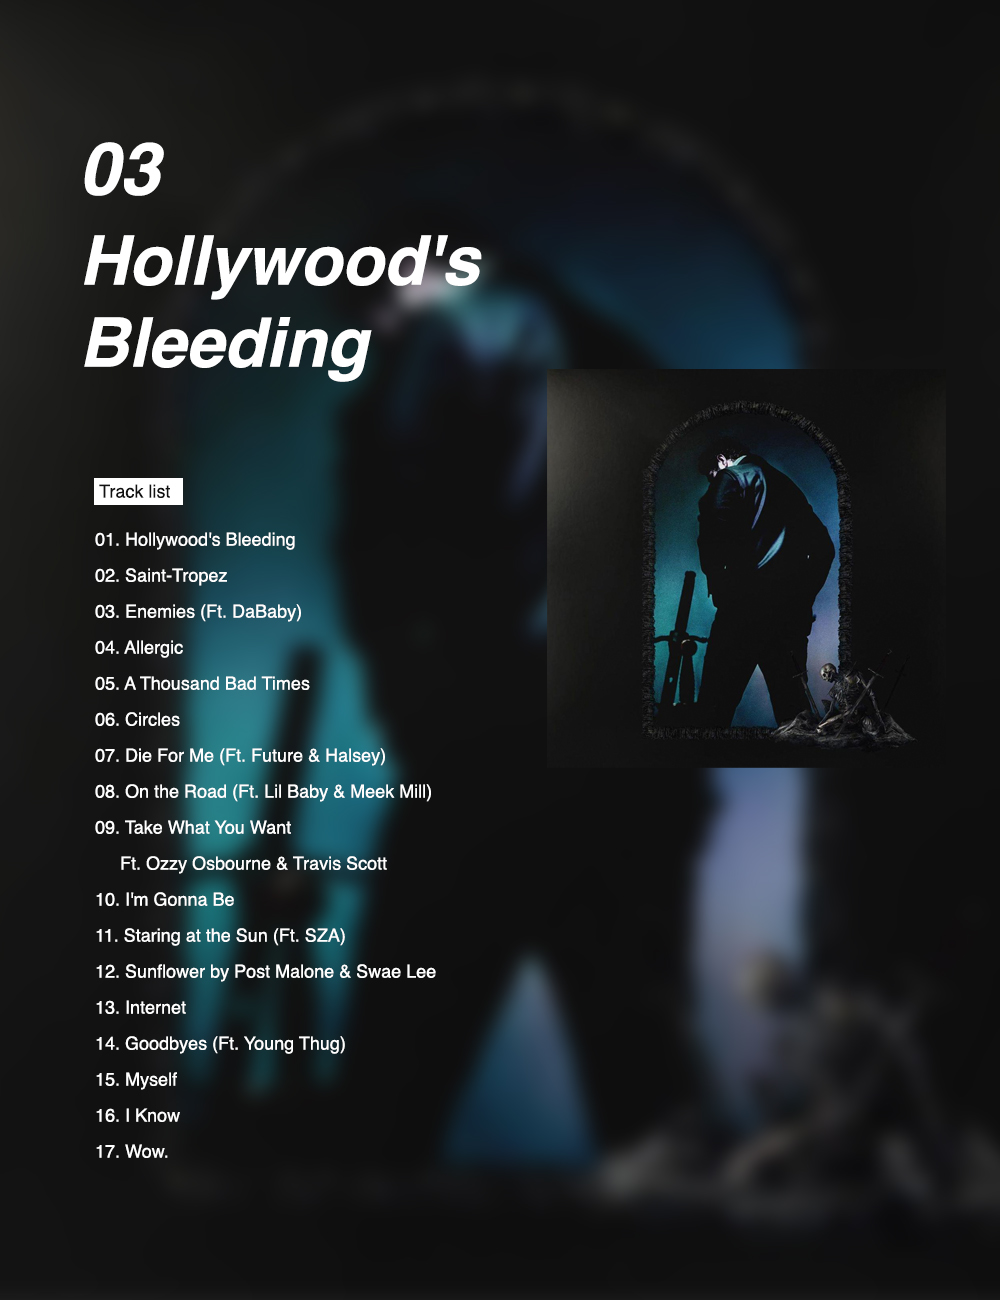 03
Hollywood's
Bleeding
Track list
01. Hollywood's Bleeding
02. Saint-Tropez
03. Enemies (Ft. DaBaby)
04. Allergic
05. A Thousand Bad Times
06. Circles
07. Die For Me (Ft. Future & Halsey)
08. On the Road (Ft. Lil Baby & Meek Mill)
09. Take What You Want
Ft. Ozzy Osbourne & Travis Scott
10. I'm Gonna Be
11. Staring at the Sun (Ft. SZA)
12. Sunflower by Post Malone & Swae Lee
13. Internet
14. Goodbyes (Ft. Young Thug)
15. Myself
16. I Know
17. Wow.